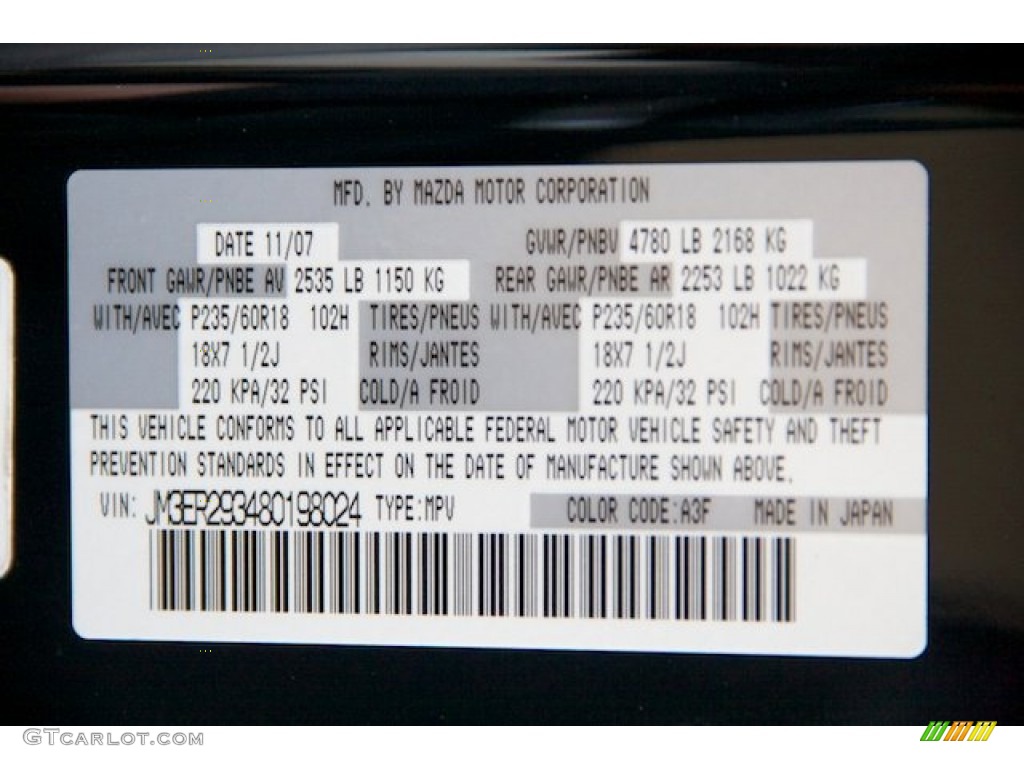 MFD. BY MAZDA MOTOR CORPORATION
DATE 11/07 GVWR/PNBV 4780 LB 2168 KG
FRONT GAWR/PNBE AV 2535 LB 1150 KG REAR GAWR/PNBE AR 2253 LB 1022 KG
WITH/AVEC P235/60R18 102H TIRES/PNEUS WITH/AVEC P235/60R18 102H TIRES/PNEUS
18X7 1/2J RIMS/JANTES 18X7 1/2J RIMS/JANTES
220 KPA/32 PSI COLD/A FROID 220 KPA/32 PSI COLD/A FROID
THIS VEHICLE CONFORMS TO ALL APPLICABLE FEDERAL MOTOR VEHICLE SAFETY AND THEFT
PREVENTION STANDARDS IN EFFECT ON THE DATE OF MANUFACTURE SHOWN ABOVE.
VIN: JM3ER293480198024 TYPE:MPV COLOR CODE:A3F MADE IN JAPAN
GTCARLOT.COM